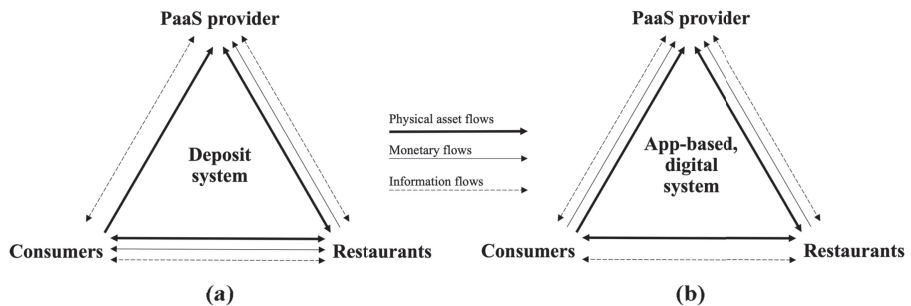 PaaS provider
PaaS provider
Physical asset flows
Deposit
system
Monetary flows
App-based,
digital
system
Information flows
Consumers
Restaurants
Consumers
Restaurants
(a)
(b)